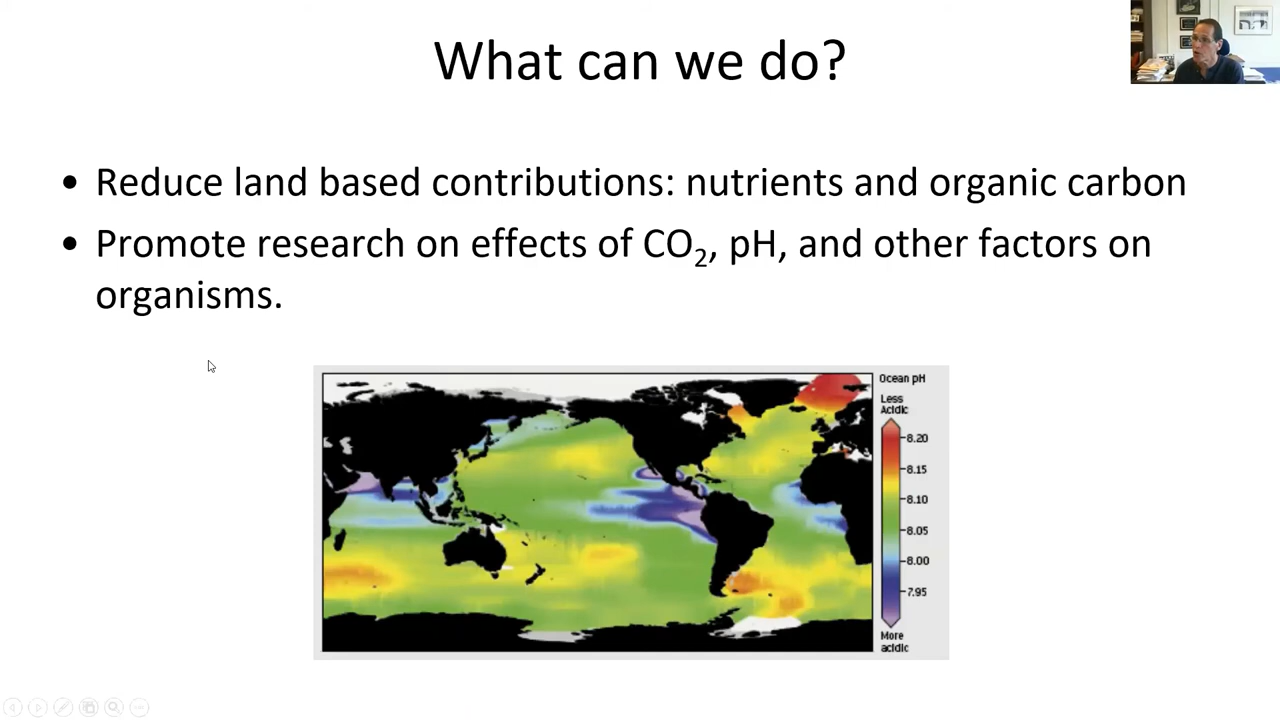 What can we do?
• Reduce land based contributions: nutrients and organic carbon
• Promote research on effects of CO₂, pH, and other factors on
organisms.
Ocean pH
Less
Acidic
8.20
8.15
8.10
8.05
8.00
7.95
More
acidic